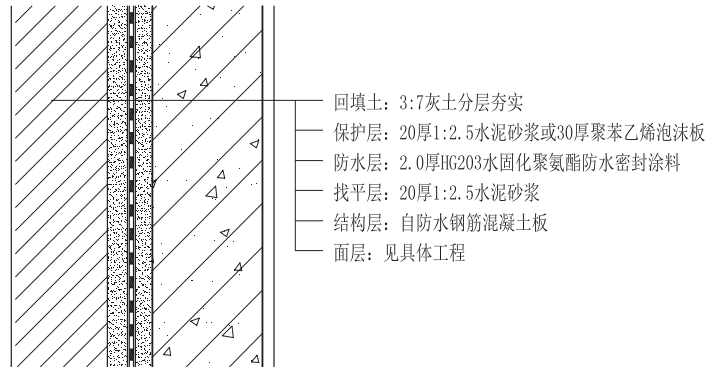 回填土：3:7灰土分层夯实
保护层：20厚1:2.5水泥砂浆或30厚聚苯乙烯泡沫板
防水层：2.0厚HG203水固化聚氨酯防水密封涂料
找平层：20厚1:2.5水泥砂浆
结构层：自防水钢筋混凝土板
面层：见具体工程